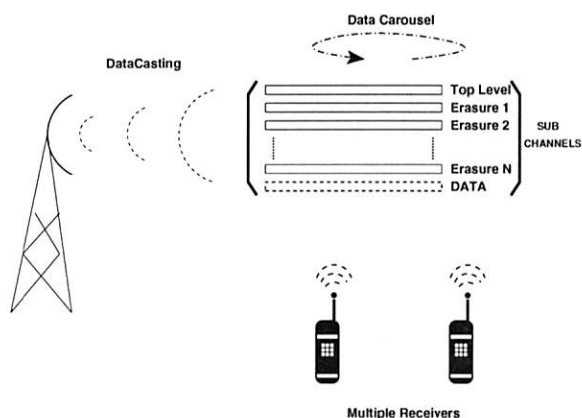 Data Carousel
DataCasting
Top Level
Erasure 1
Erasure 2
Erasure N
DATA
SUB
CHANNELS
Multiple Receivers